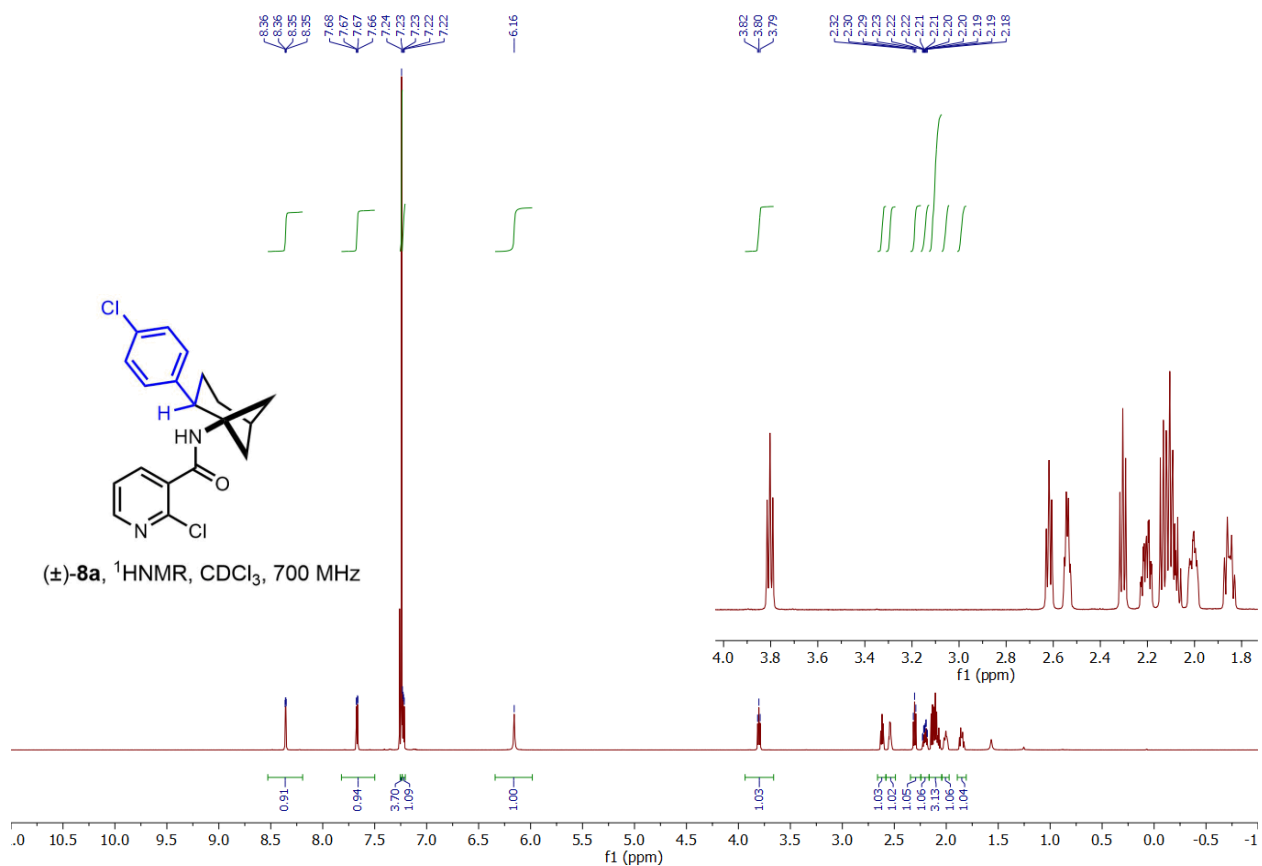 8.36 8.36 8.35 8.35 7.68 7.67 7.67 7.66 7.24 7.23 7.23 7.22 7.22 6.16 3.82 3.80 3.79 2.32 2.30 2.29 2.23 2.22 2.22 2.21 2.21 2.20 2.20 2.19 2.19 2.18
Cl
H
HN
O
N
Cl
(±)-8a, ¹HNMR, CDCl₃, 700 MHz
4.0 3.8 3.6 3.4 3.2 3.0 2.8 2.6 2.4 2.2 2.0 1.8
f1 (ppm)
0.91 0.94 3.70 1.09 1.00 1.03 1.03 1.02 1.05 1.06 3.13 1.06 1.04
.0 9.5 9.0 8.5 8.0 7.5 7.0 6.5 6.0 5.5 5.0 4.5 4.0 3.5 3.0 2.5 2.0 1.5 1.0 0.5 0.0 -0.5 -1
f1 (ppm)